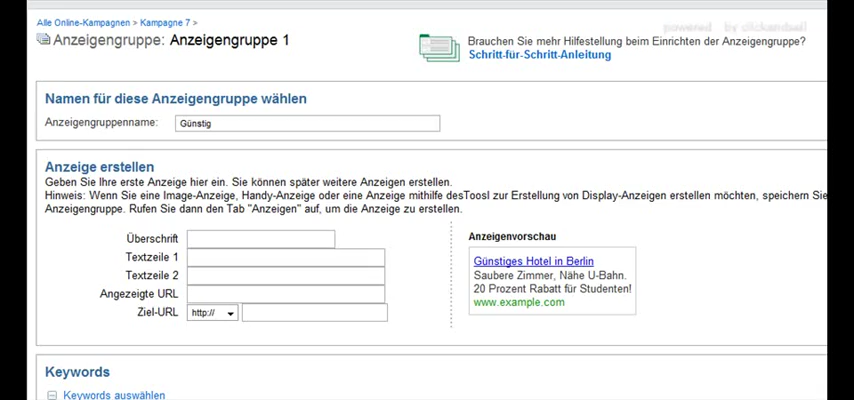 Alle Online-Kampagnen > Kampagne 7 >
powered by clickandsell
Anzeigengruppe: Anzeigengruppe 1
Brauchen Sie mehr Hilfestellung beim Einrichten der Anzeigengruppe?
Schritt-für-Schritt-Anleitung
Namen für diese Anzeigengruppe wählen
Anzeigengruppenname: Günstig
Anzeige erstellen
Geben Sie Ihre erste Anzeige hier ein. Sie können später weitere Anzeigen erstellen.
Hinweis: Wenn Sie eine Image-Anzeige, Handy-Anzeige oder eine Anzeige mithilfe desToosl zur Erstellung von Display-Anzeigen erstellen möchten, speichern Sie
Anzeigengruppe. Rufen Sie dann den Tab "Anzeigen" auf, um die Anzeige zu erstellen.
Überschrift
Textzeile 1
Textzeile 2
Angezeigte URL
Ziel-URL http://
Anzeigenvorschau
Günstiges Hotel in Berlin
Saubere Zimmer, Nähe U-Bahn.
20 Prozent Rabatt für Studenten!
www.example.com
Keywords
Keywords auswählen